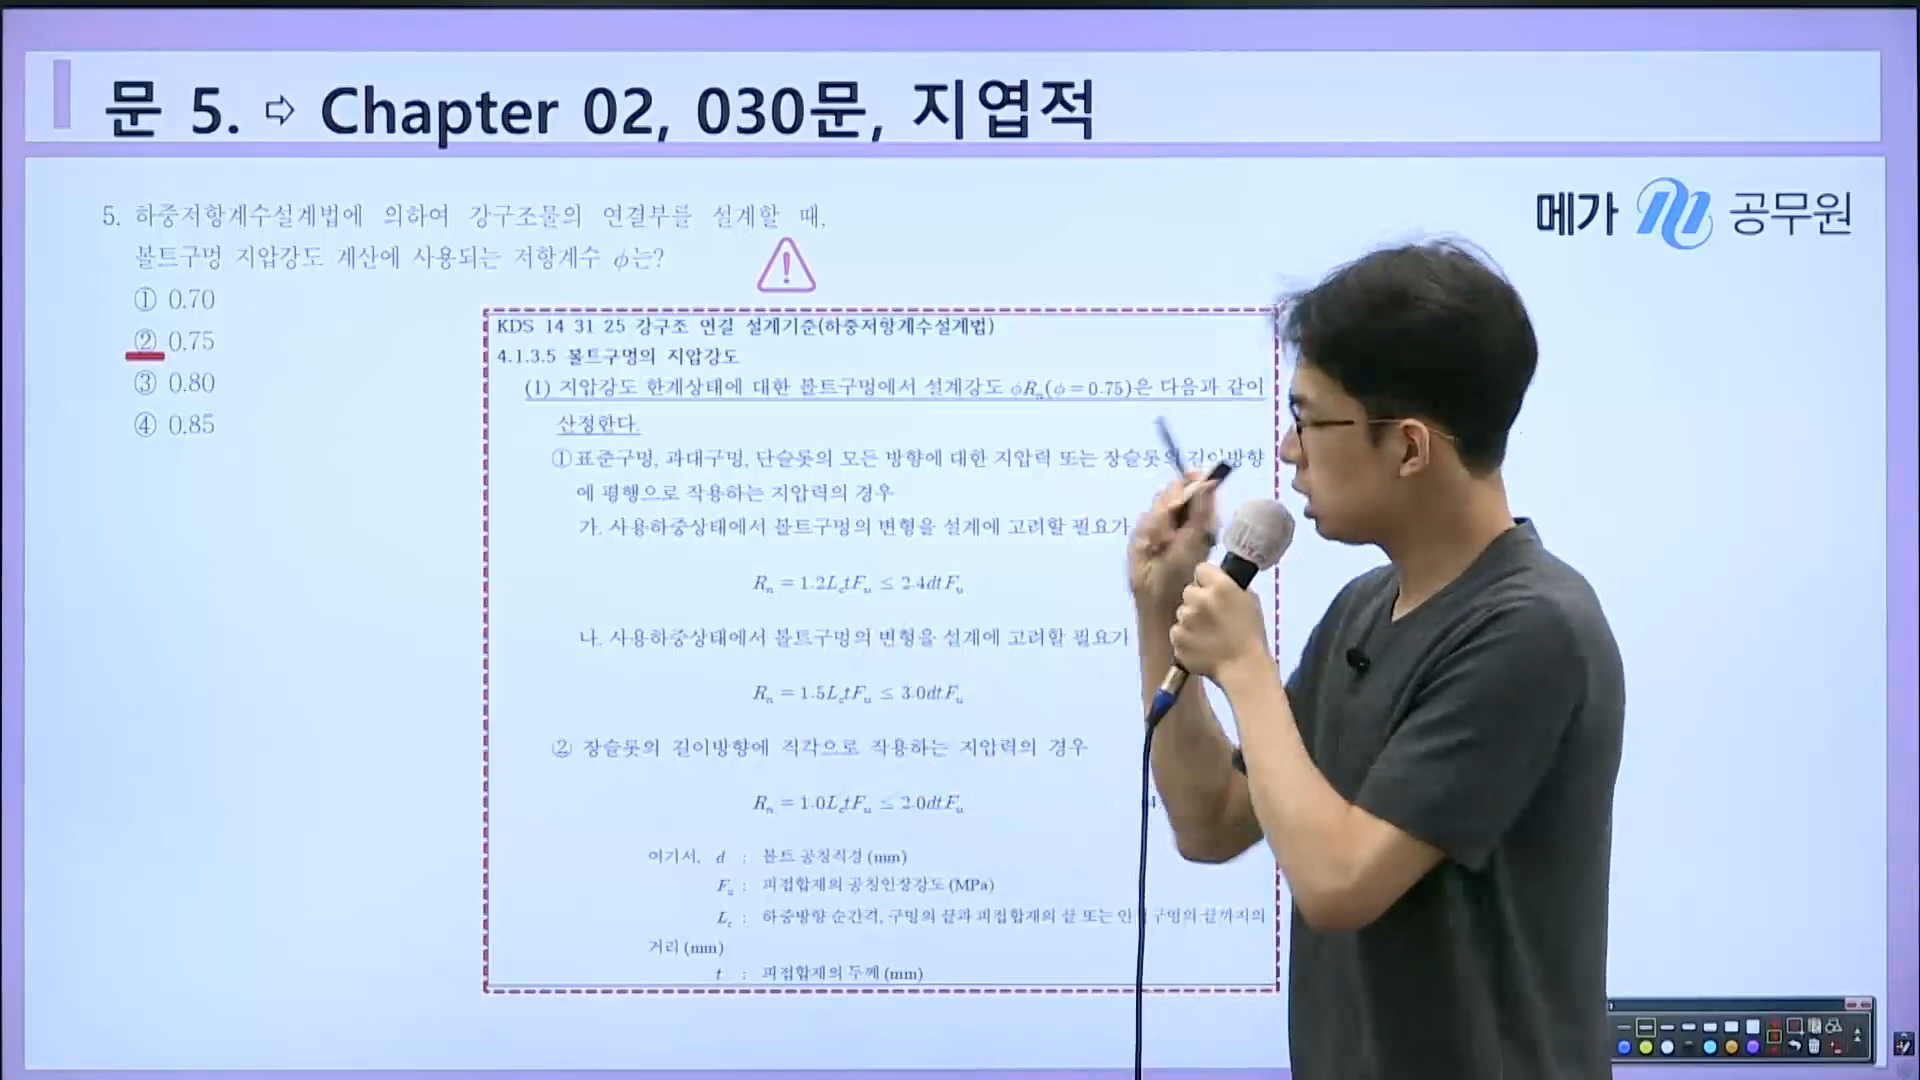 문 5. ⇨ Chapter 02, 030문, 지엽적
메가 공무원
5. 하중저항계수설계법에 의하여 강구조물의 연결부를 설계할 때,
볼트구멍 지압강도 계산에 사용되는 저항계수 ϕ는?
① 0.70
② 0.75
③ 0.80
④ 0.85
KDS 14 31 25 강구조 연결 설계기준(하중저항계수설계법)
4.1.3.5 볼트구멍의 지압강도
(1) 지압강도 한계상태에 대한 볼트구멍에서 설계강도 ϕRn(ϕ=0.75)은 다음과 같이
산정한다.
① 표준구멍, 과대구멍, 단슬롯의 모든 방향에 대한 지압력 또는 장슬롯의 길이방향
에 평행으로 작용하는 지압력의 경우
가. 사용하중상태에서 볼트구멍의 변형을 설계에 고려할 필요가
Rn = 1.2LctFu ≤ 2.4dtFu
나. 사용하중상태에서 볼트구멍의 변형을 설계에 고려할 필요가
Rn = 1.5LctFu ≤ 3.0dtFu
② 장슬롯의 길이방향에 직각으로 작용하는 지압력의 경우
Rn = 1.0LctFu ≤ 2.0dtFu
여기서, d : 볼트 공칭직경(mm)
Fu : 피접합재의 공칭인장강도(MPa)
Lc : 하중방향 순간격, 구멍의 끝과 피접합재의 끝 또는 구멍의 끝까지의
거리(mm)
t : 피접합재의 두께(mm)